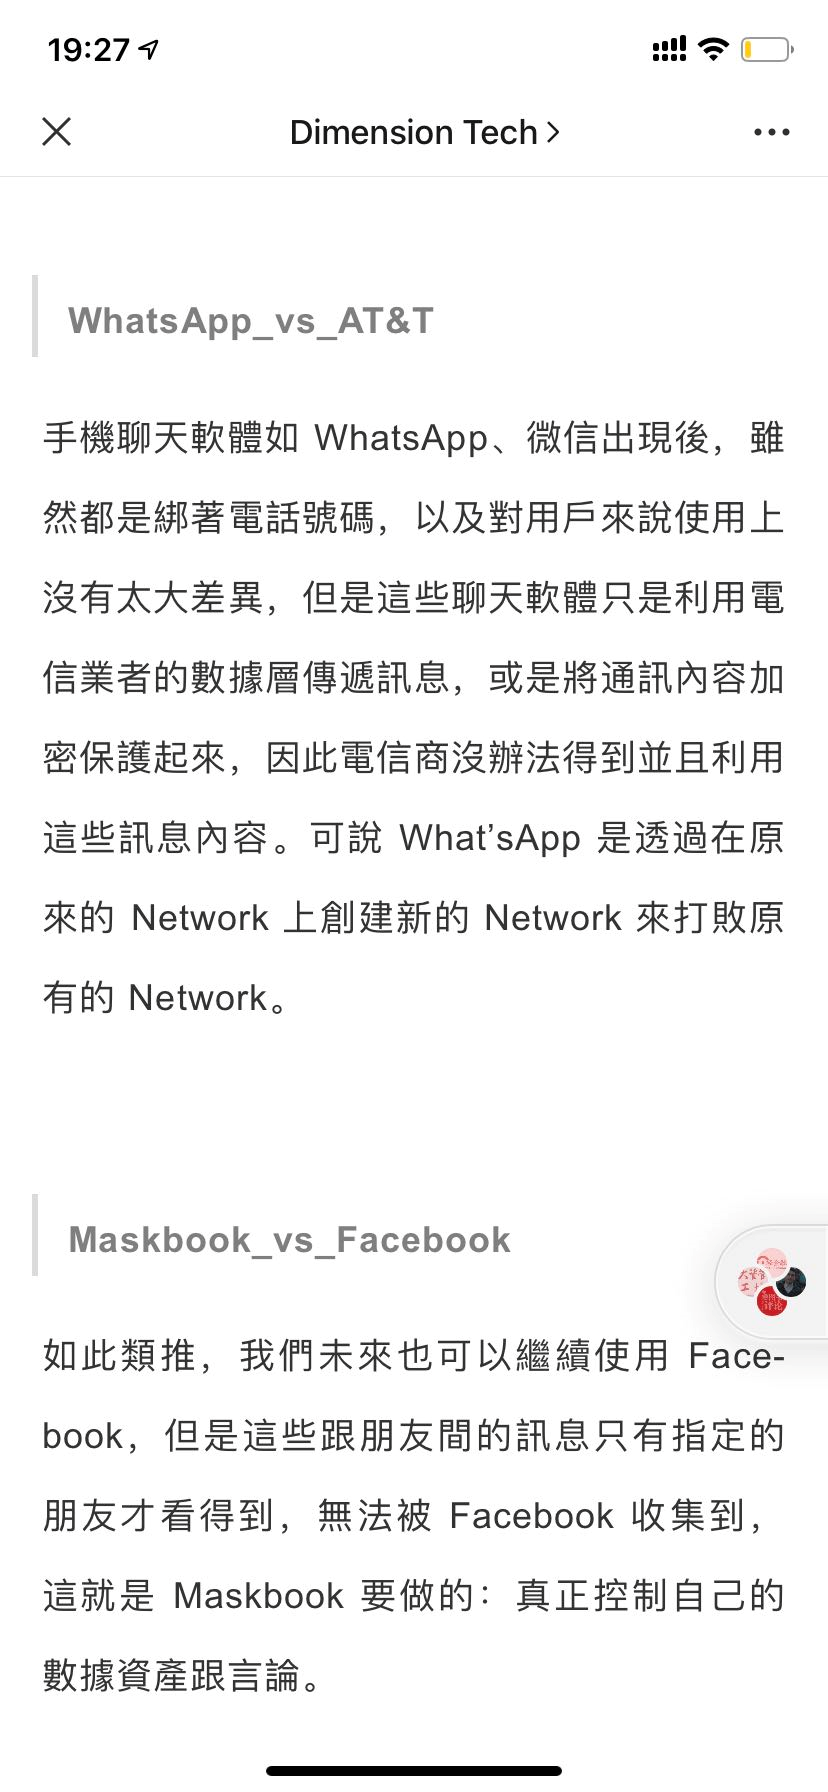 19:27
Dimension Tech
WhatsApp_vs_AT&T
手機聊天軟體如 WhatsApp、微信出現後，雖
然都是綁著電話號碼，以及對用戶來說使用上
沒有太大差異，但是這些聊天軟體只是利用電
信業者的數據層傳遞訊息，或是將通訊內容加
密保護起來，因此電信商沒辦法得到並且利用
這些訊息內容。可說 What’sApp 是透過在原
來的 Network 上創建新的 Network 來打敗原
有的 Network。
Maskbook_vs_Facebook
如此類推，我們未來也可以繼續使用 Face-
book，但是這些跟朋友間的訊息只有指定的
朋友才看得到，無法被 Facebook 收集到，
這就是 Maskbook 要做的：真正控制自己的
數據資產跟言論。